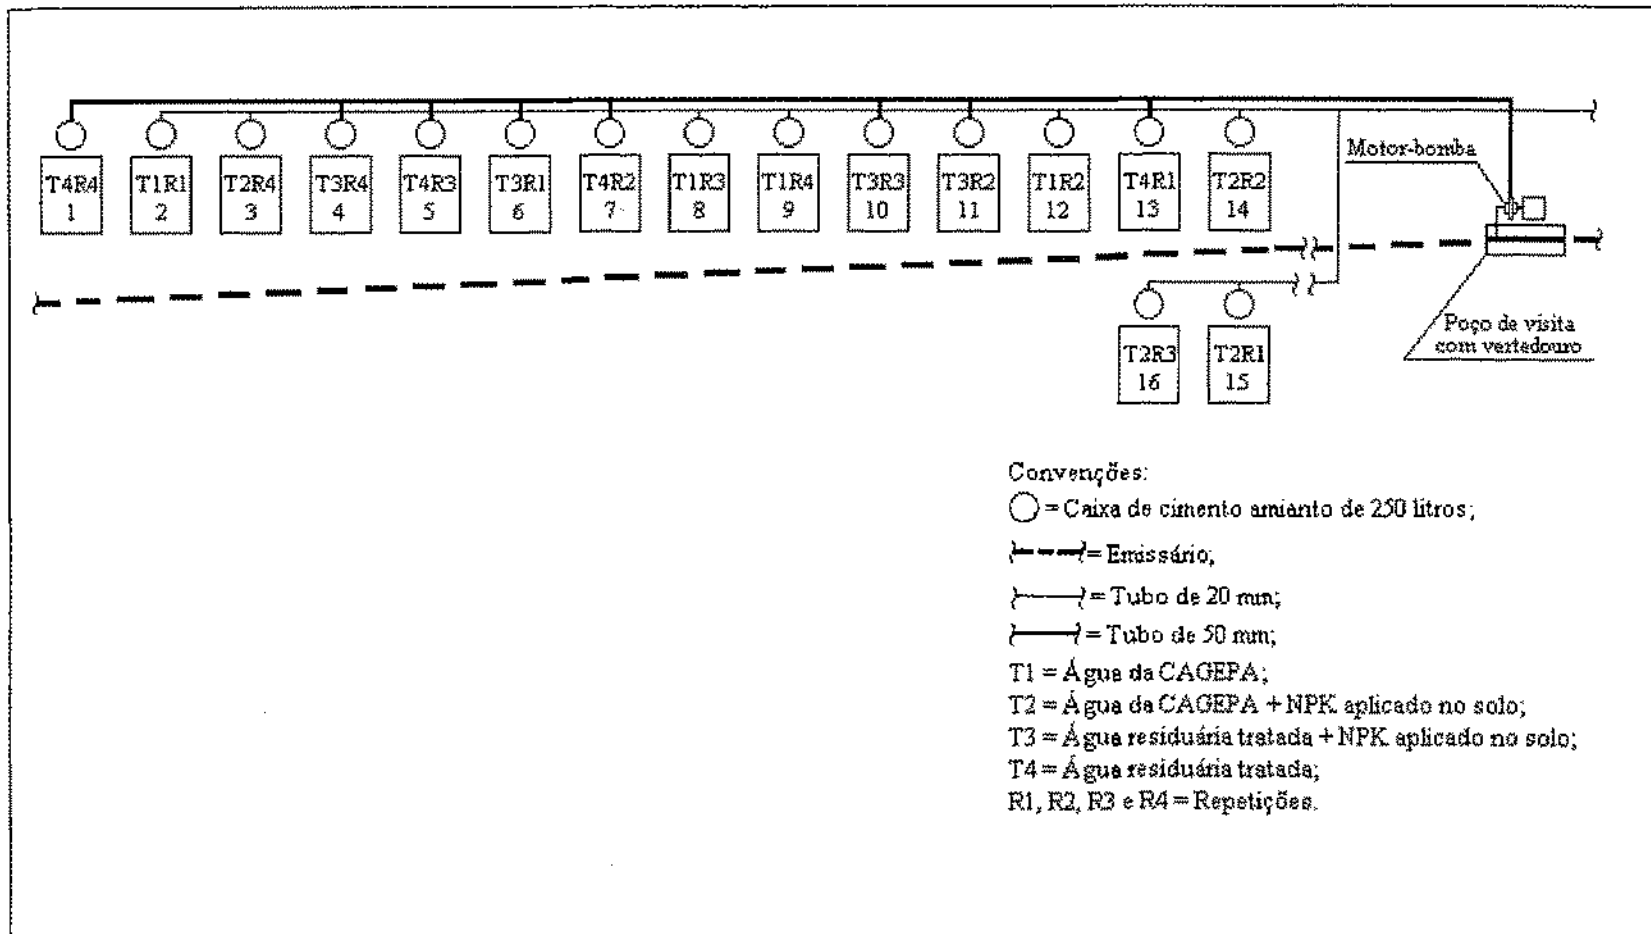 Motor-bomba
T4R4 T1R1 T2R4 T3R4 T4R3 T3R1 T4R2 T1R3 T1R4 T3R3 T3R2 T1R2 T4R1 T2R2
1 2 3 4 5 6 7 8 9 10 11 12 13 14
Poço de visita
com vertedouro
T2R3 T2R1
16 15
Convenções:
= Caixa de cimento amianto de 250 litros;
= Emissário;
= Tubo de 20 mm;
= Tubo de 50 mm;
T1 = Água da CAGEPA;
T2 = Água da CAGEPA + NPK aplicado no solo;
T3 = Água residuária tratada + NPK aplicado no solo;
T4 = Água residuária tratada;
R1, R2, R3 e R4 = Repetições.